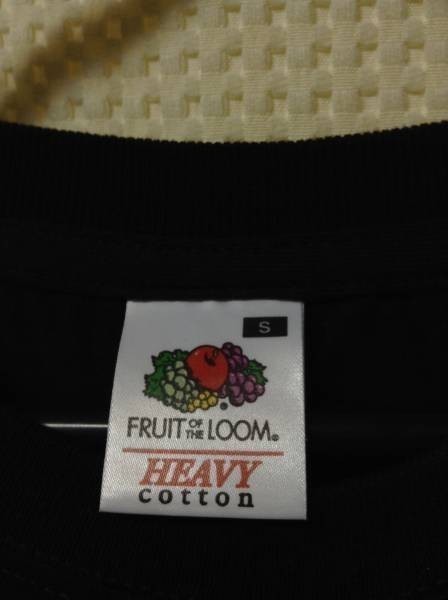 S
FRUIT OF THE LOOM®
HEAVY
cotton